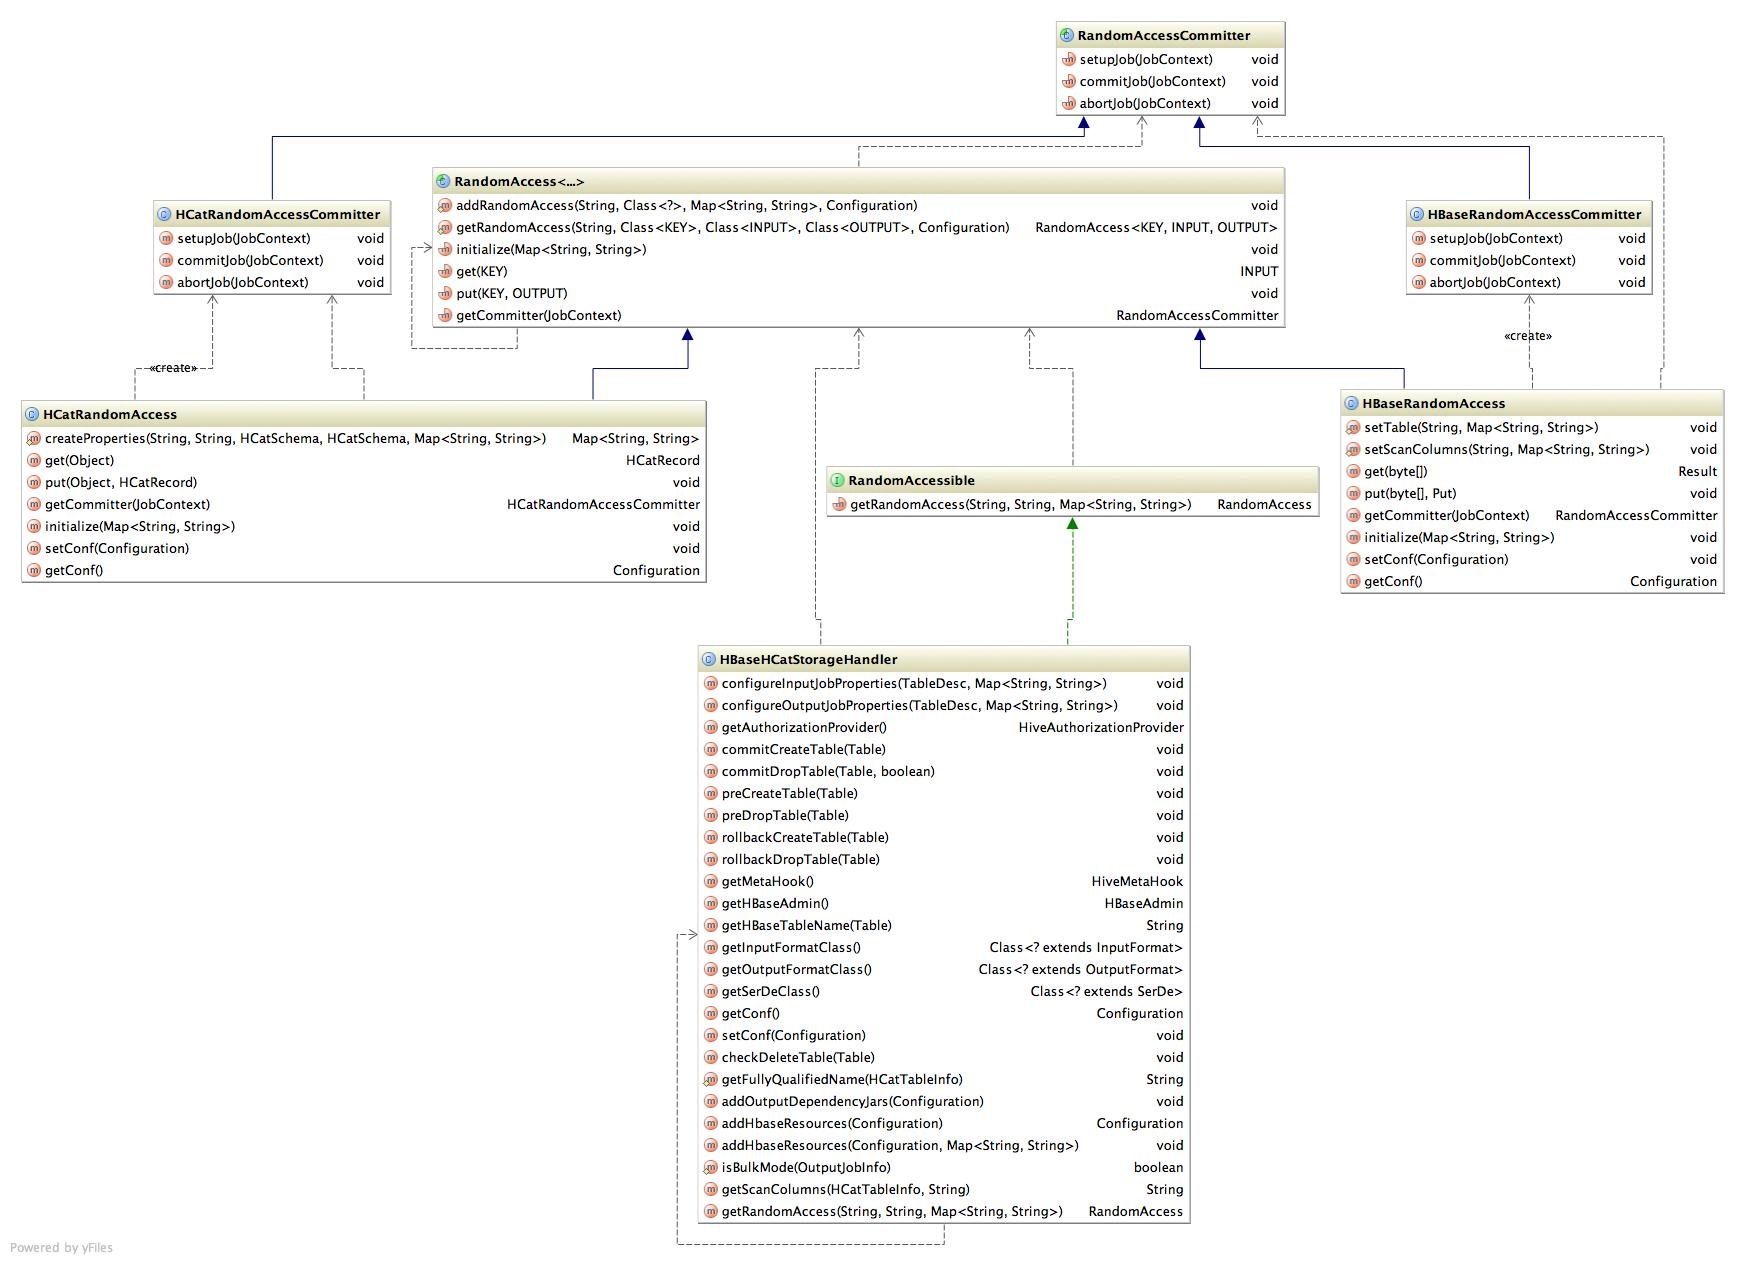 RandomAccessCommitter
setupJob(JobContext) void
commitJob(JobContext) void
abortJob(JobContext) void
RandomAccess<...>
addRandomAccess(String, Class<?>, Map<String, String>, Configuration) void
getRandomAccess(String, Class<KEY>, Class<INPUT>, Class<OUTPUT>, Configuration) RandomAccess<KEY, INPUT, OUTPUT>
initialize(Map<String, String>) void
get(KEY) INPUT
put(KEY, OUTPUT) void
getCommitter(JobContext) RandomAccessCommitter
HCatRandomAccessCommitter
setupJob(JobContext) void
commitJob(JobContext) void
abortJob(JobContext) void
HBaseRandomAccessCommitter
setupJob(JobContext) void
commitJob(JobContext) void
abortJob(JobContext) void
«create»
«create»
HCatRandomAccess
createProperties(String, String, HCatSchema, HCatSchema, Map<String, String>) Map<String, String>
get(Object) HCatRecord
put(Object, HCatRecord) void
getCommitter(JobContext) HCatRandomAccessCommitter
initialize(Map<String, String>) void
setConf(Configuration) void
getConf() Configuration
HBaseRandomAccess
setTable(String, Map<String, String>) void
setScanColumns(String, Map<String, String>) void
get(byte[]) Result
put(byte[], Put) void
getCommitter(JobContext) RandomAccessCommitter
initialize(Map<String, String>) void
setConf(Configuration) void
getConf() Configuration
RandomAccessible
getRandomAccess(String, String, Map<String, String>) RandomAccess
HBaseHCatStorageHandler
configureInputJobProperties(TableDesc, Map<String, String>) void
configureOutputJobProperties(TableDesc, Map<String, String>) void
getAuthorizationProvider() HiveAuthorizationProvider
commitCreateTable(Table) void
commitDropTable(Table, boolean) void
preCreateTable(Table) void
preDropTable(Table) void
rollbackCreateTable(Table) void
rollbackDropTable(Table) void
getMetaHook() HiveMetaHook
getHBaseAdmin() HBaseAdmin
getHBaseTableName(Table) String
getInputFormatClass() Class<? extends InputFormat>
getOutputFormatClass() Class<? extends OutputFormat>
getSerDeClass() Class<? extends SerDe>
getConf() Configuration
setConf(Configuration) void
checkDeleteTable(Table) void
getFullyQualifiedName(HCatTableInfo) String
addOutputDependencyJars(Configuration) void
addHbaseResources(Configuration) Configuration
addHbaseResources(Configuration, Map<String, String>) void
isBulkMode(OutputJobInfo) boolean
getScanColumns(HCatTableInfo, String) String
getRandomAccess(String, String, Map<String, String>) RandomAccess
Powered by yFiles